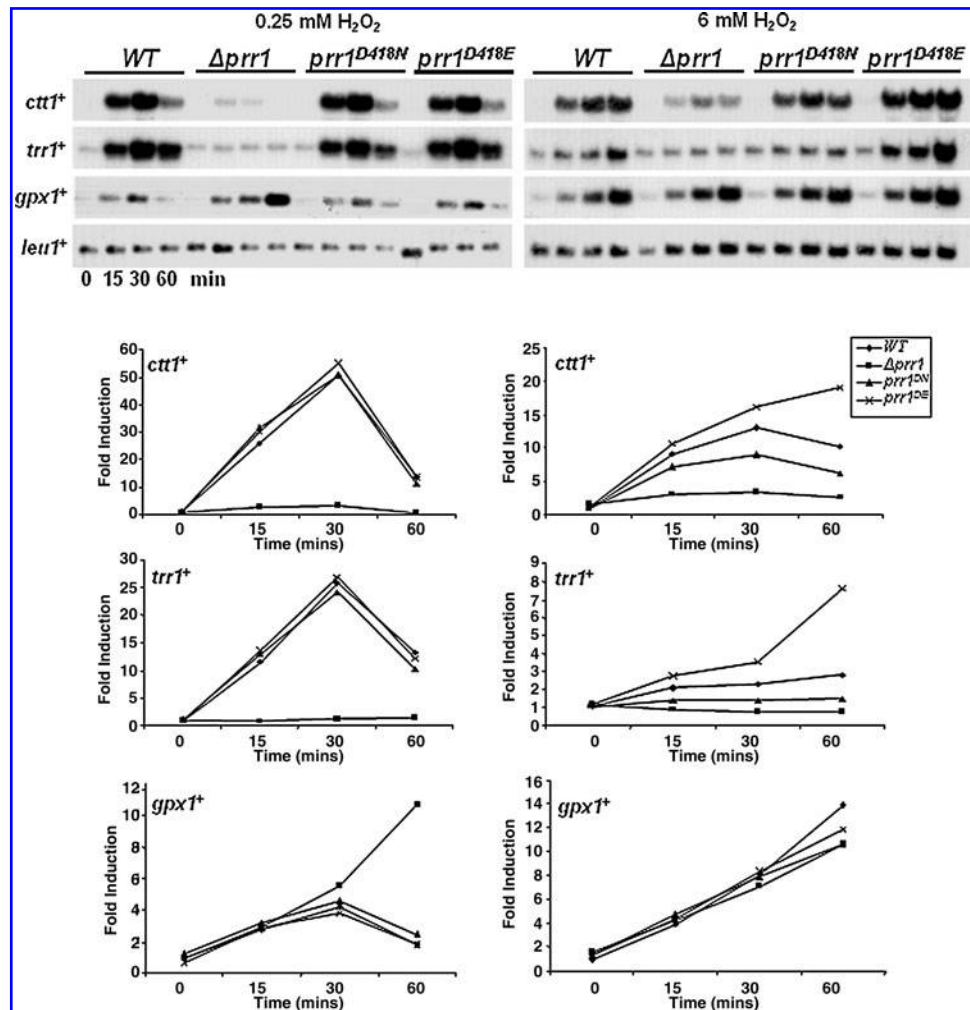 0.25 mM H₂O₂ 6 mM H₂O₂
WT Δprr1 prr1ᴰ⁴¹⁸ᴺ prr1ᴰ⁴¹⁸ᴱ WT Δprr1 prr1ᴰ⁴¹⁸ᴺ prr1ᴰ⁴¹⁸ᴱ
ctt1⁺
trr1⁺
gpx1⁺
leu1⁺
0 15 30 60 min
ctt1⁺
Fold Induction
60
50
40
30
20
10
0
0 15 30 60
Time (mins)
ctt1⁺
Fold Induction
25
20
15
10
5
0
0 15 30 60
Time (mins)
WT
Δprr1
prr1ᴰᴺ
prr1ᴰᴱ
trr1⁺
Fold Induction
30
25
20
15
10
5
0
0 15 30 60
Time (mins)
trr1⁺
Fold Induction
9
8
7
6
5
4
3
2
1
0
0 15 30 60
Time (mins)
gpx1⁺
Fold Induction
12
10
8
6
4
2
0
0 15 30 60
Time (mins)
gpx1⁺
Fold Induction
16
14
12
10
8
6
4
2
0
0 15 30 60
Time (mins)